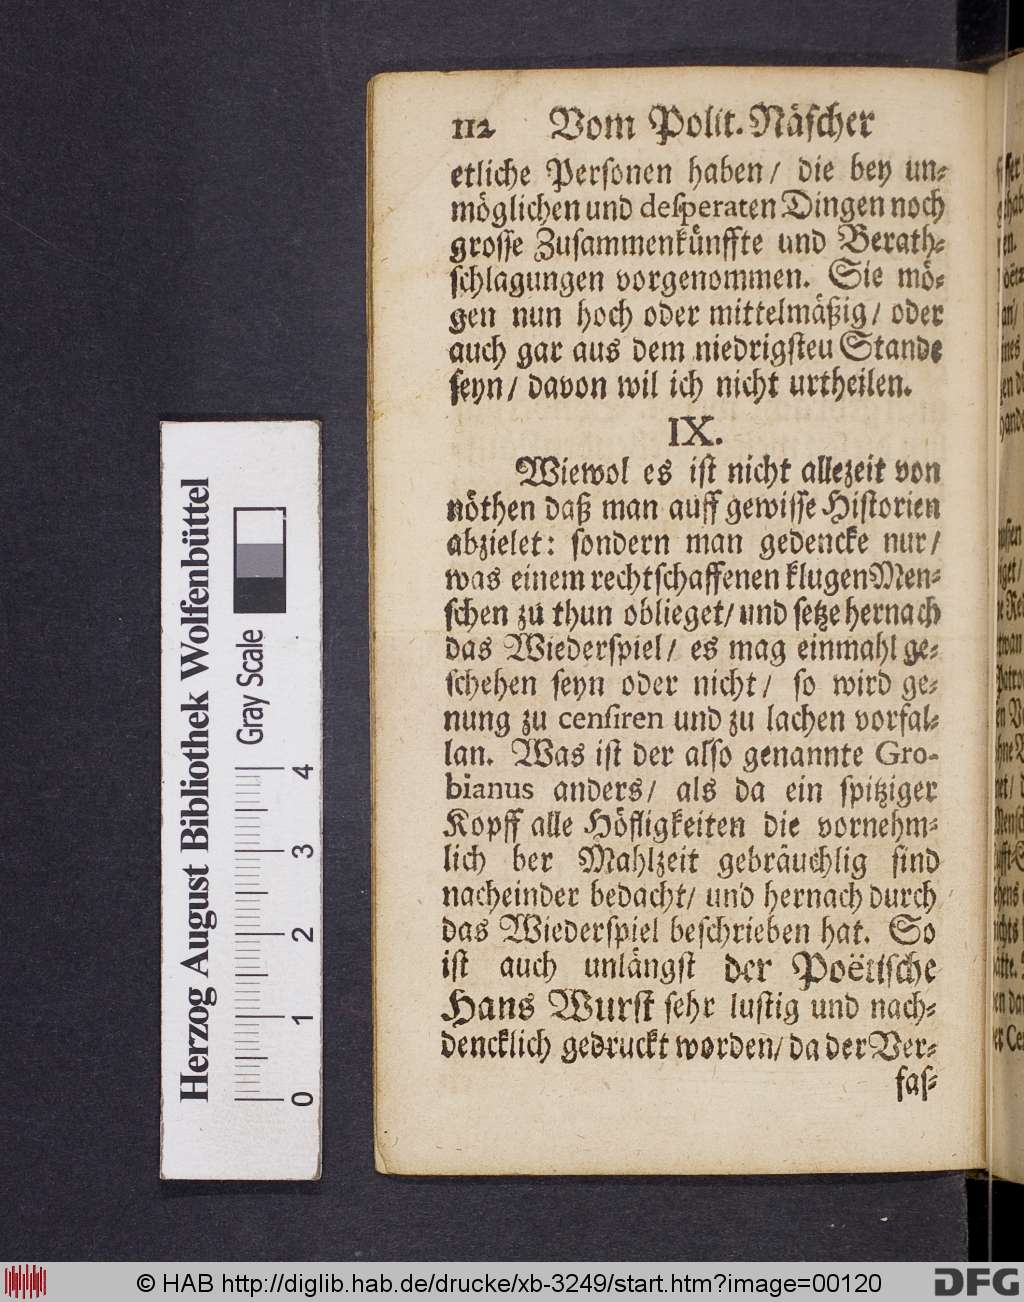 112 Vom Polit. Näscher
etliche Personen haben / die bey un-
möglichen und desperaten Dingen noch
grosse Zusammenkünffte und Berath-
schlagungen vorgenommen. Sie mö-
gen nun hoch oder mittelmäßig / oder
auch gar aus dem niedrigsteu Stande
seyn / davon wil ich nicht urtheilen.
IX.
Wiewol es ist nicht allezeit von
nöthen daß man auff gewisse Historien
abzielet: sondern man gedencke nur /
was einem rechtschaffenen klugen Men-
schen zu thun oblieget / und setze hernach
das Wiederspiel / es mag einmahl ge-
schehen seyn oder nicht / so wird ge-
nung zu censiren und zu lachen vorfal-
lan. Was ist der also genannte Gro-
bianus anders / als da ein spitziger
Kopff alle Höfligkeiten die vornehm-
lich ber Mahlzeit gebräuchlig sind
nacheinder bedacht / und hernach durch
das Wiederspiel beschrieben hat. So
ist auch unlängst der Poëtische
Hans Wurst sehr lustig und nach-
dencklich gedruckt worden / da der Ver-
fas-
Herzog August Bibliothek Wolfenbüttel
Gray Scale
0 1 2 3 4
© HAB http://diglib.hab.de/drucke/xb-3249/start.htm?image=00120
DFG